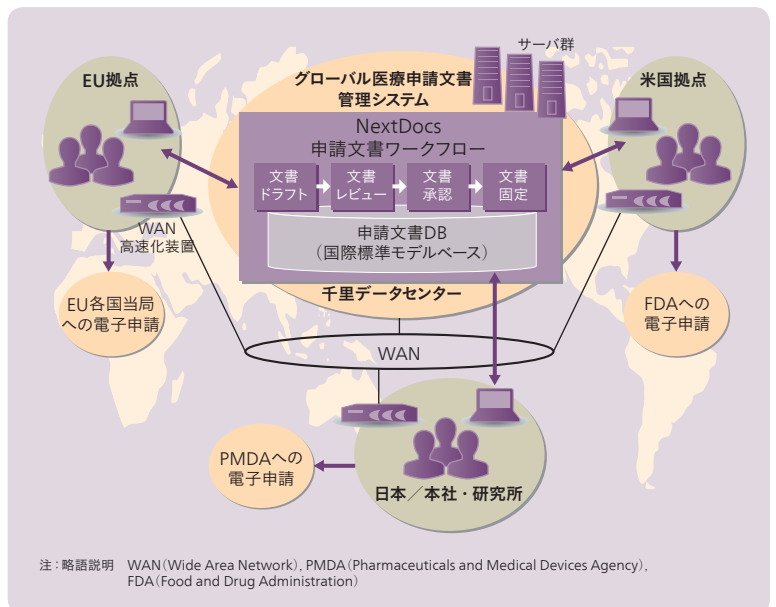 サーバ群
EU拠点
グローバル医療申請文書
管理システム
米国拠点
NextDocs
申請文書ワークフロー
文書
ドラフト
文書
レビュー
文書
承認
文書
固定
申請文書DB
（国際標準モデルベース）
千里データセンター
WAN
高速化装置
EU各国当局
への電子申請
FDAへの
電子申請
WAN
PMDAへの
電子申請
日本／本社・研究所
注：略語説明　WAN（Wide Area Network），PMDA（Pharmaceuticals and Medical Devices Agency），
FDA（Food and Drug Administration）